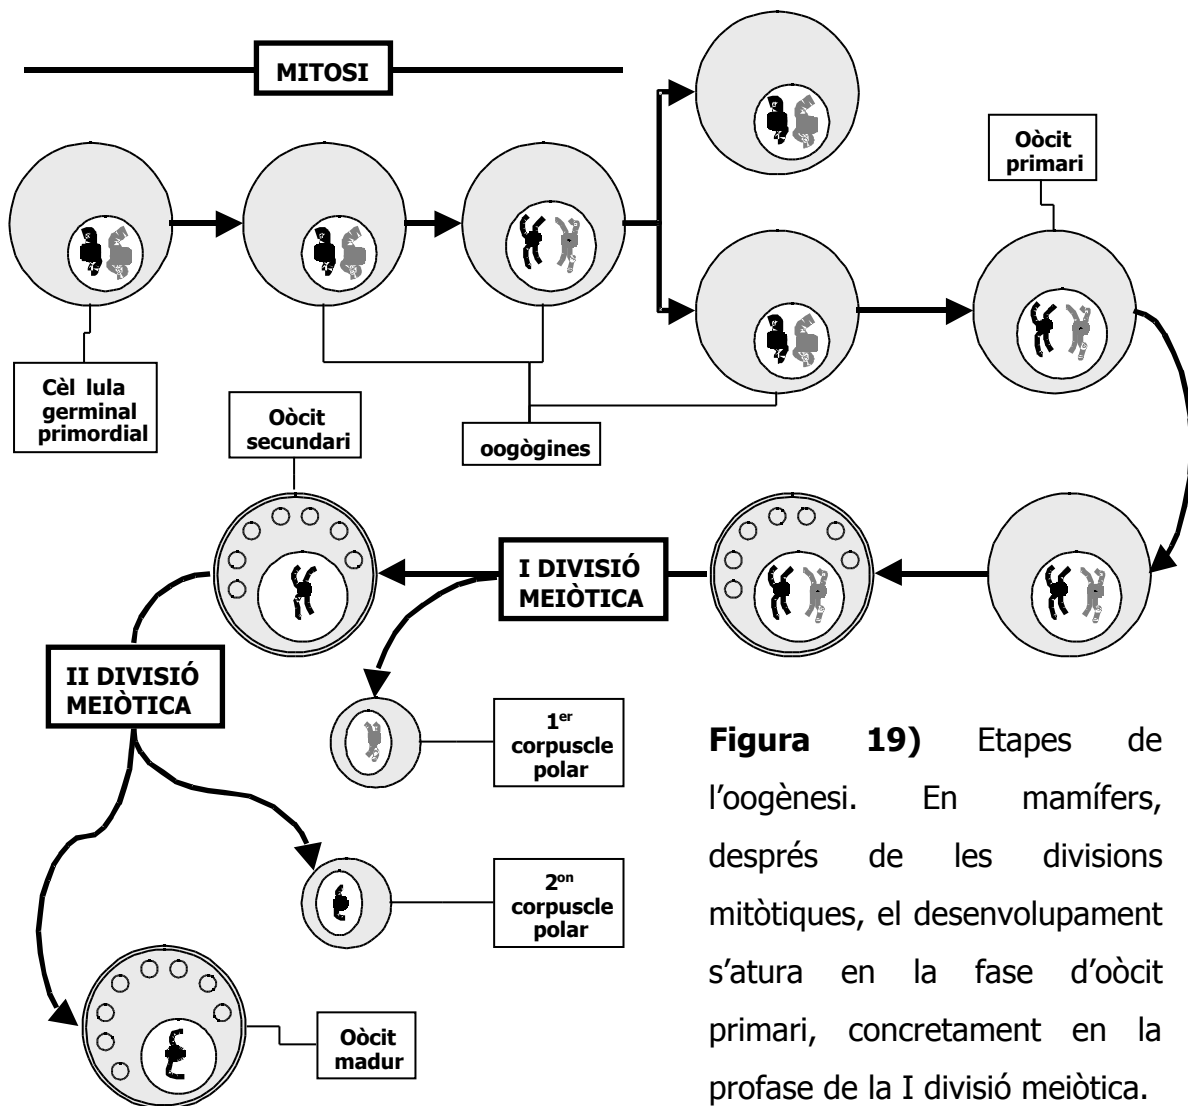 MITOSI
Oòcit
primari
Cèl lula
germinal
primordial
Oòcit
secundari
oogògines
I DIVISIÓ
MEIÒTICA
II DIVISIÓ
MEIÒTICA
1er
corpuscle
polar
2on
corpuscle
polar
Oòcit
madur
Figura 19) Etapes de
l’oogènesi. En mamífers,
després de les divisions
mitòtiques, el desenvolupament
s’atura en la fase d’oòcit
primari, concretament en la
profase de la I divisió meiòtica.